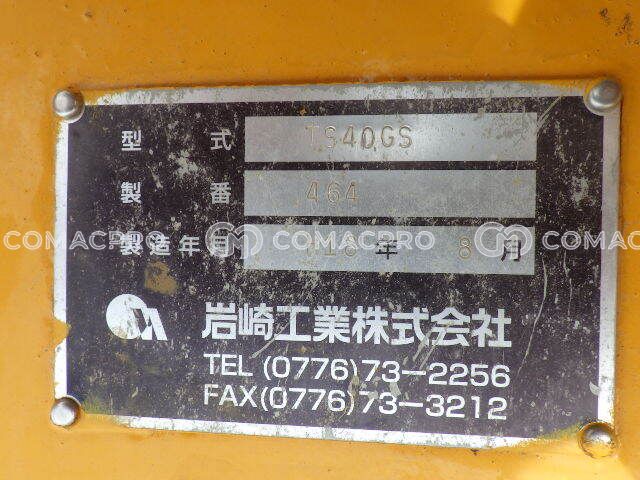 型式 TS40GS
製番 464
製造年月 年 8月
岩崎工業株式会社
TEL (0776)73-2256
FAX(0776)73-3212
COMACPRO COMACPRO COMACPRO